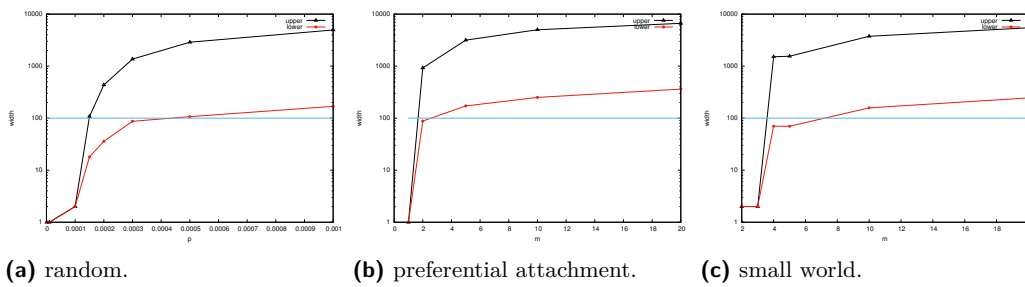 10000
1000
100
10
1
width
upper
lower
0 0.0001 0.0002 0.0003 0.0004 0.0005 0.0006 0.0007 0.0008 0.0009 0.001
p
(a) random.
10000
1000
100
10
1
width
upper
lower
0 2 4 6 8 10 12 14 16 18 20
m
(b) preferential attachment.
10000
1000
100
10
1
width
upper
lower
2 4 6 8 10 12 14 16 18
m
(c) small world.